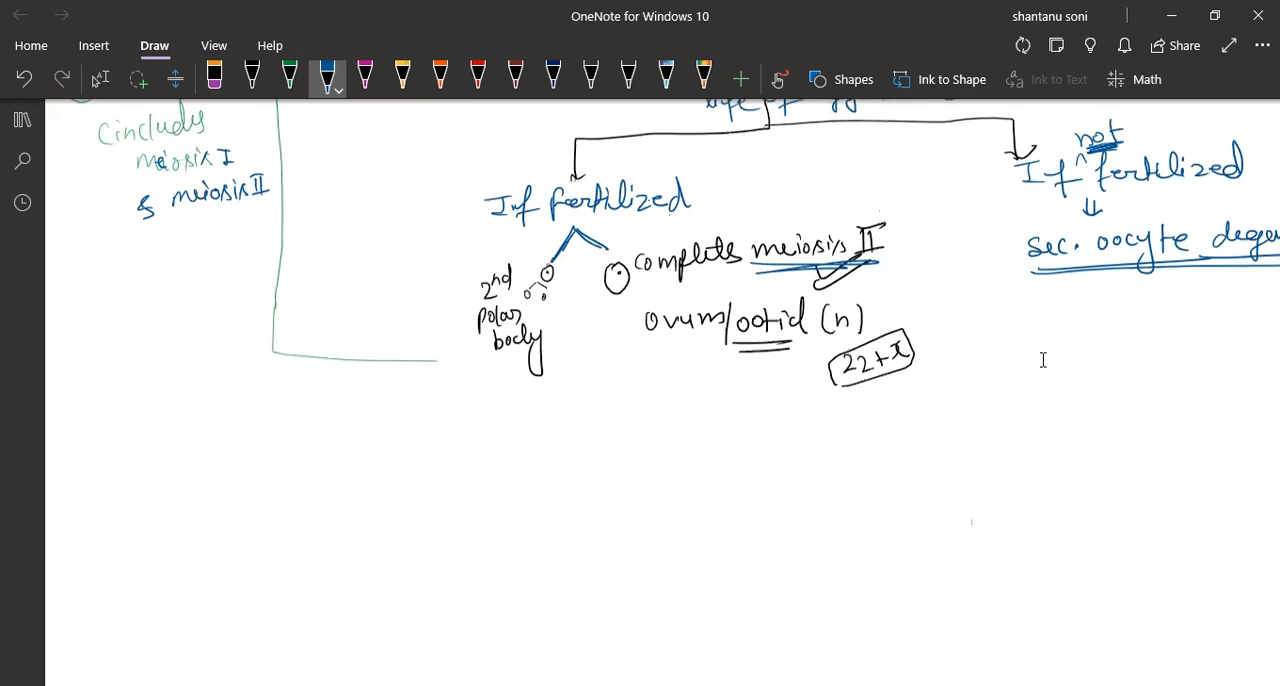 OneNote for Windows 10
shantanu soni
Home Insert Draw View Help
Share
Shapes Ink to Shape Ink to Text Math
(includes
meiosis I
& meiosis II
If fertilized
If not fertilized
sec. oocyte degen
2nd
polar
body
complete meiosis II
ovum/ootid (n)
22+x